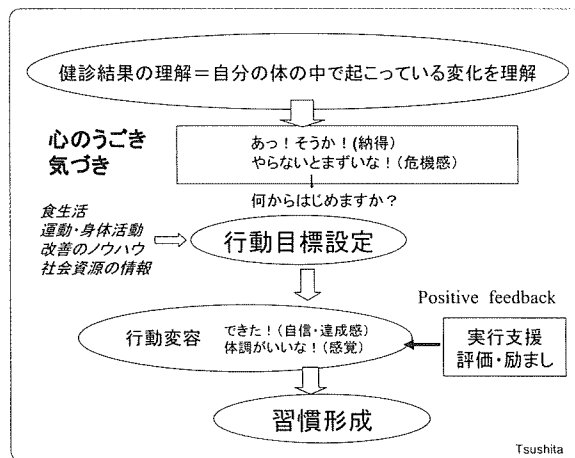 健診結果の理解＝自分の体の中で起こっている変化を理解
心のうごき
気づき
あっ！そうか！(納得)
やらないとまずいな！(危機感)
何からはじめますか？
食生活
運動・身体活動
改善のノウハウ
社会資源の情報
行動目標設定
Positive feedback
行動変容
できた！(自信・達成感)
体調がいいな！(感覚)
実行支援
評価・励まし
習慣形成
Tsushita